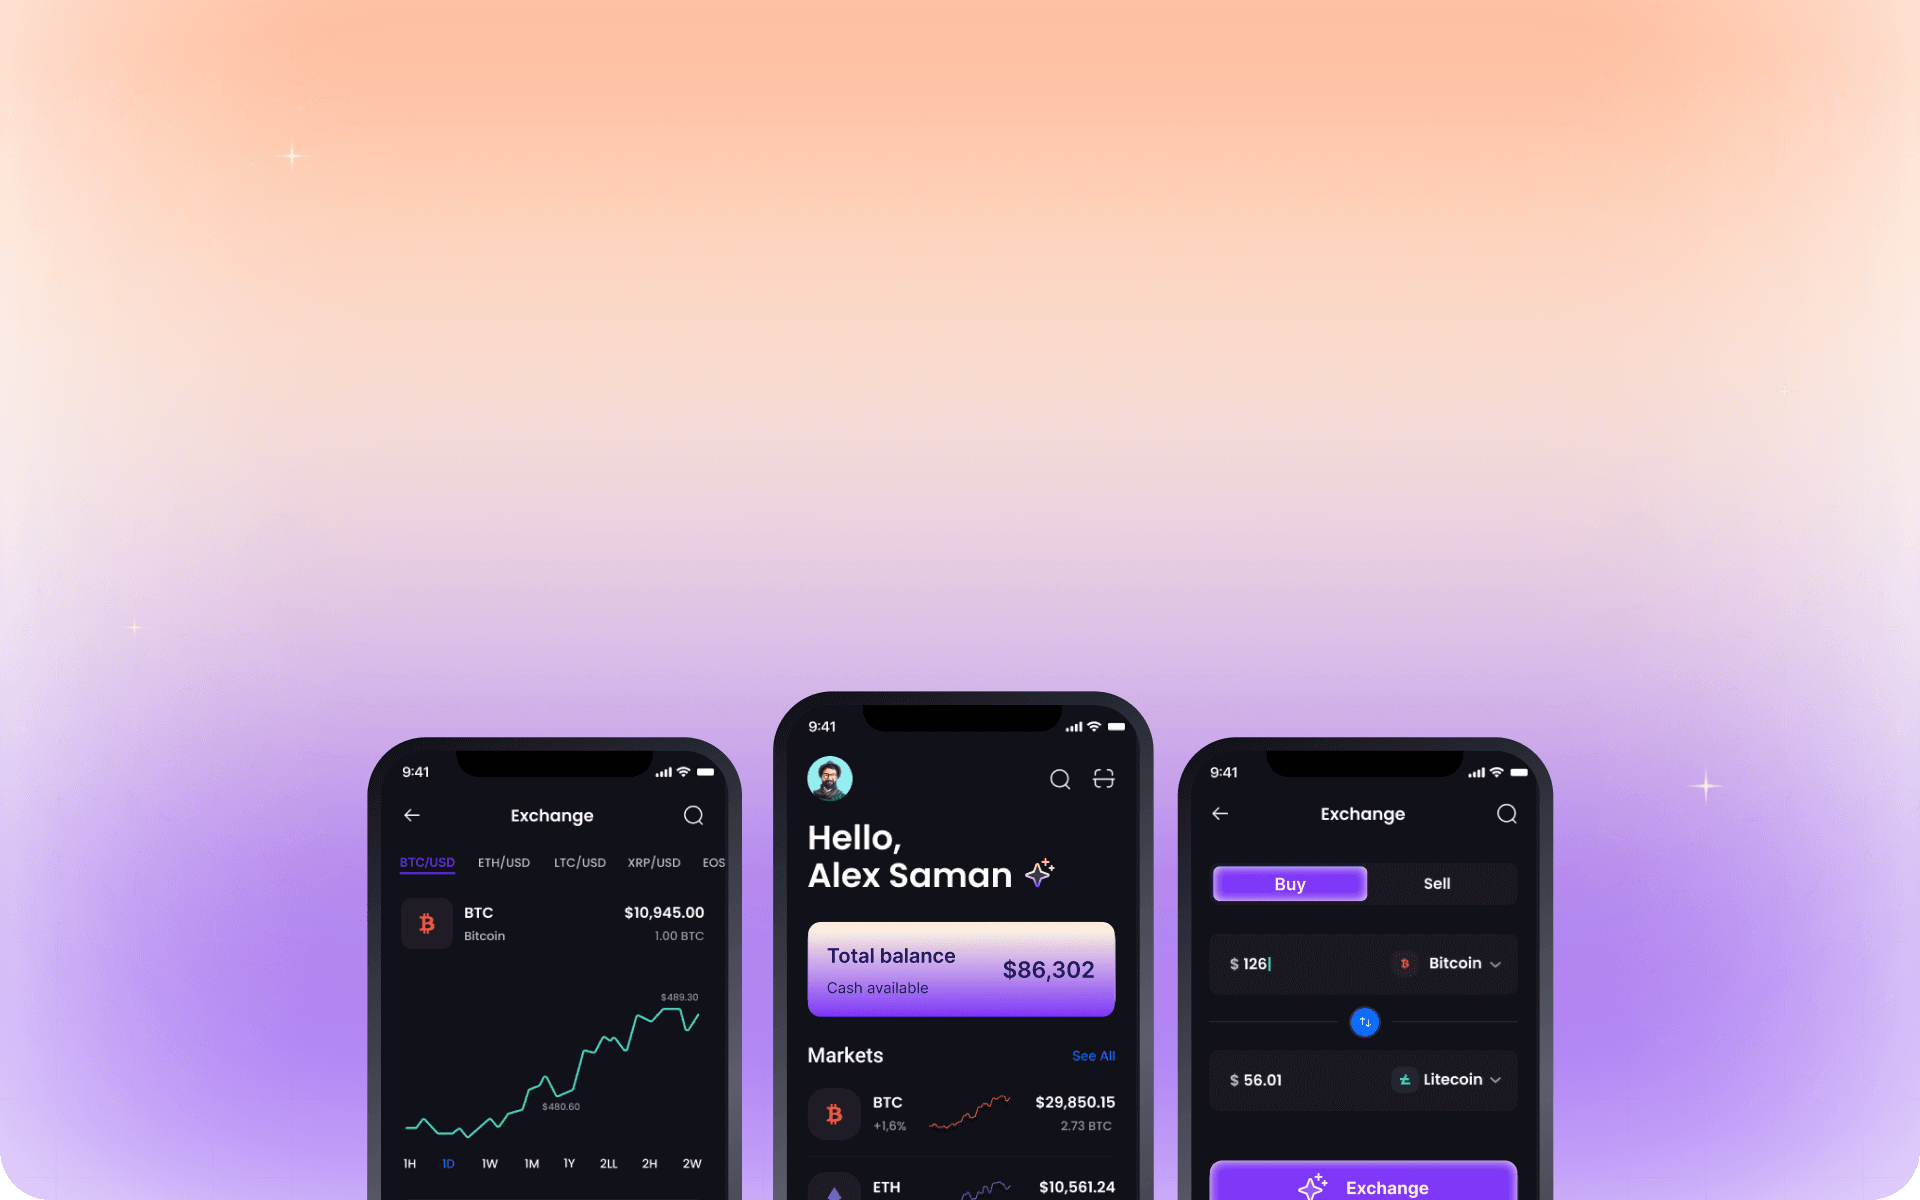 9:41
Exchange
BTC/USD ETH/USD LTC/USD XRP/USD EOS
BTC $10,945.00
Bitcoin 1.00 BTC
$489.30
$480.60
1H 1D 1W 1M 1Y 2LL 2H 2W
9:41
Hello,
Alex Saman
Total balance
$86,302
Cash available
Markets See All
BTC $29,850.15
+1,6% 2.73 BTC
ETH $10,561.24
9:41
Exchange
Buy Sell
$ 126 Bitcoin
$ 56.01 Litecoin
Exchange